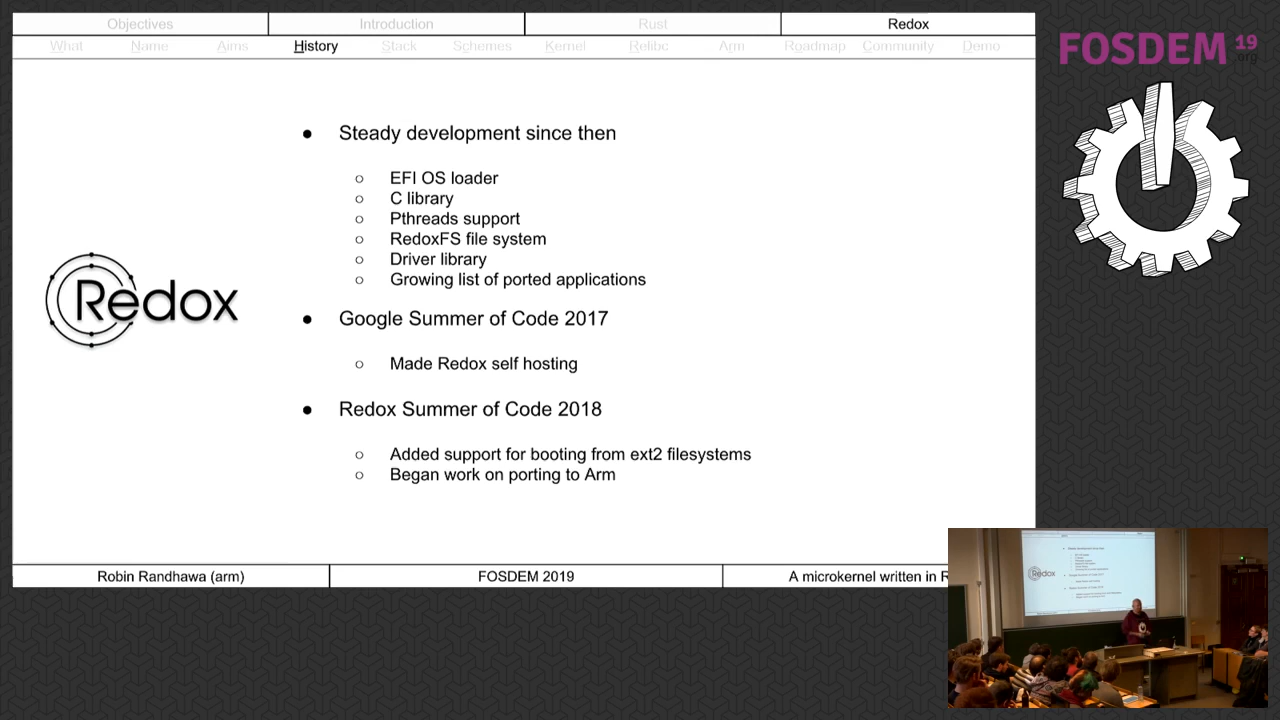 Objectives Introduction Rust Redox
What Name Aims History Stack Schemes Kernel Relibc Arm Roadmap Community Demo
FOSDEM 19
.org
● Steady development since then
○ EFI OS loader
○ C library
○ Pthreads support
○ RedoxFS file system
○ Driver library
○ Growing list of ported applications
● Google Summer of Code 2017
○ Made Redox self hosting
● Redox Summer of Code 2018
○ Added support for booting from ext2 filesystems
○ Began work on porting to Arm
Redox
Robin Randhawa (arm) FOSDEM 2019 A microkernel written in R
Redox